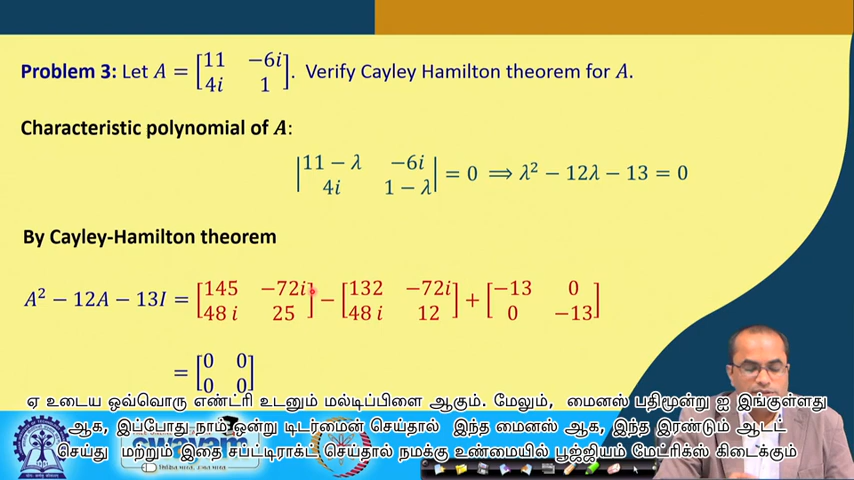 Problem 3: Let A = [11 −6i; 4i 1]. Verify Cayley Hamilton theorem for A.
Characteristic polynomial of A:
|11 − λ −6i; 4i 1 − λ| = 0 ⟹ λ² − 12λ − 13 = 0
By Cayley-Hamilton theorem
A² − 12A − 13I = [145 −72i; 48 i 25] − [132 −72i; 48 i 12] + [−13 0; 0 −13]
= [0 0; 0 0]
ஏ உடைய ஒவ்வொரு எண்ட்ரி உடனும் மல்டிப்பிளை ஆகும். மேலும், மைனஸ் பதிமூன்று ஐ இங்குள்ளது
ஆக, இப்போது நாம் ஒன்று டிடர்மைன் செய்தால் இந்த மைனஸ் ஆக, இந்த இரண்டும் ஆடட்
செய்து மற்றும் இதை சப்ட்டிராக்ட் செய்தால் நமக்கு உண்மையில் பூஜ்ஜியம் மேட்ரிக்ஸ் கிடைக்கும்
swayam